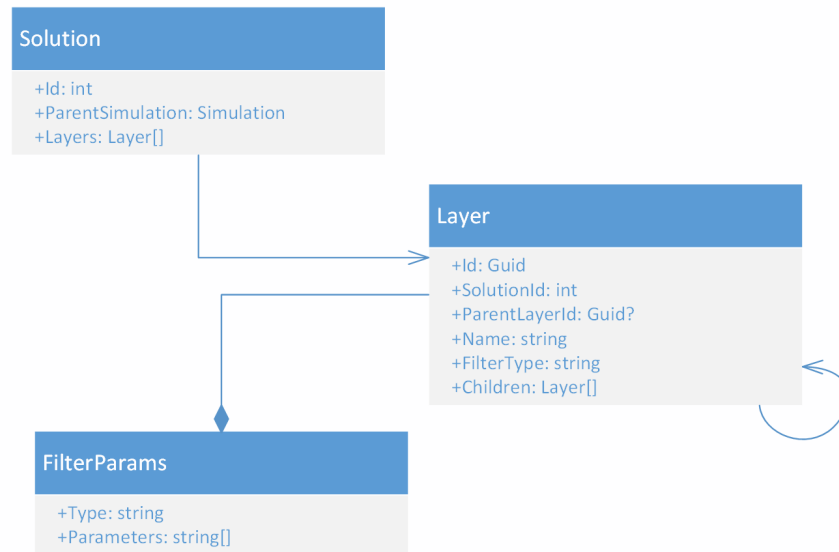 Solution
+Id: int
+ParentSimulation: Simulation
+Layers: Layer[]
Layer
+Id: Guid
+SolutionId: int
+ParentLayerId: Guid?
+Name: string
+FilterType: string
+Children: Layer[]
FilterParams
+Type: string
+Parameters: string[]